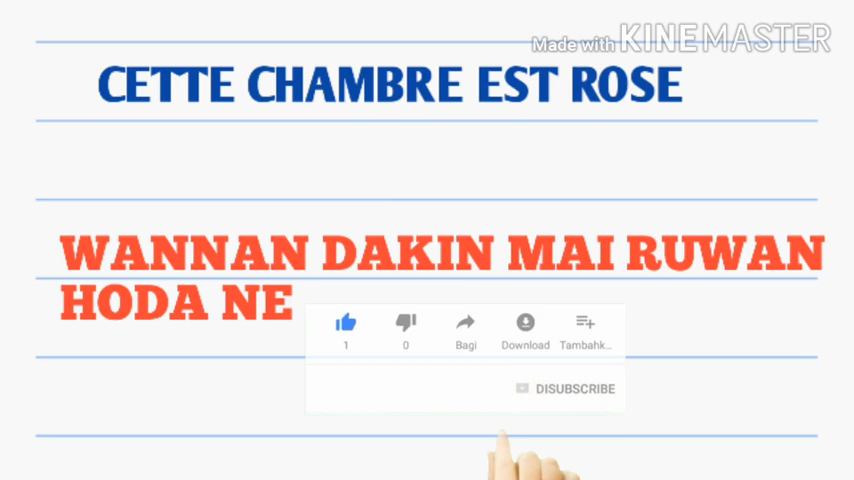 Made with KINEMASTER
CETTE CHAMBRE EST ROSE
WANNAN DAKIN MAI RUWAN
HODA NE
1 0 Bagi Download Tambahk...
DISUBSCRIBE